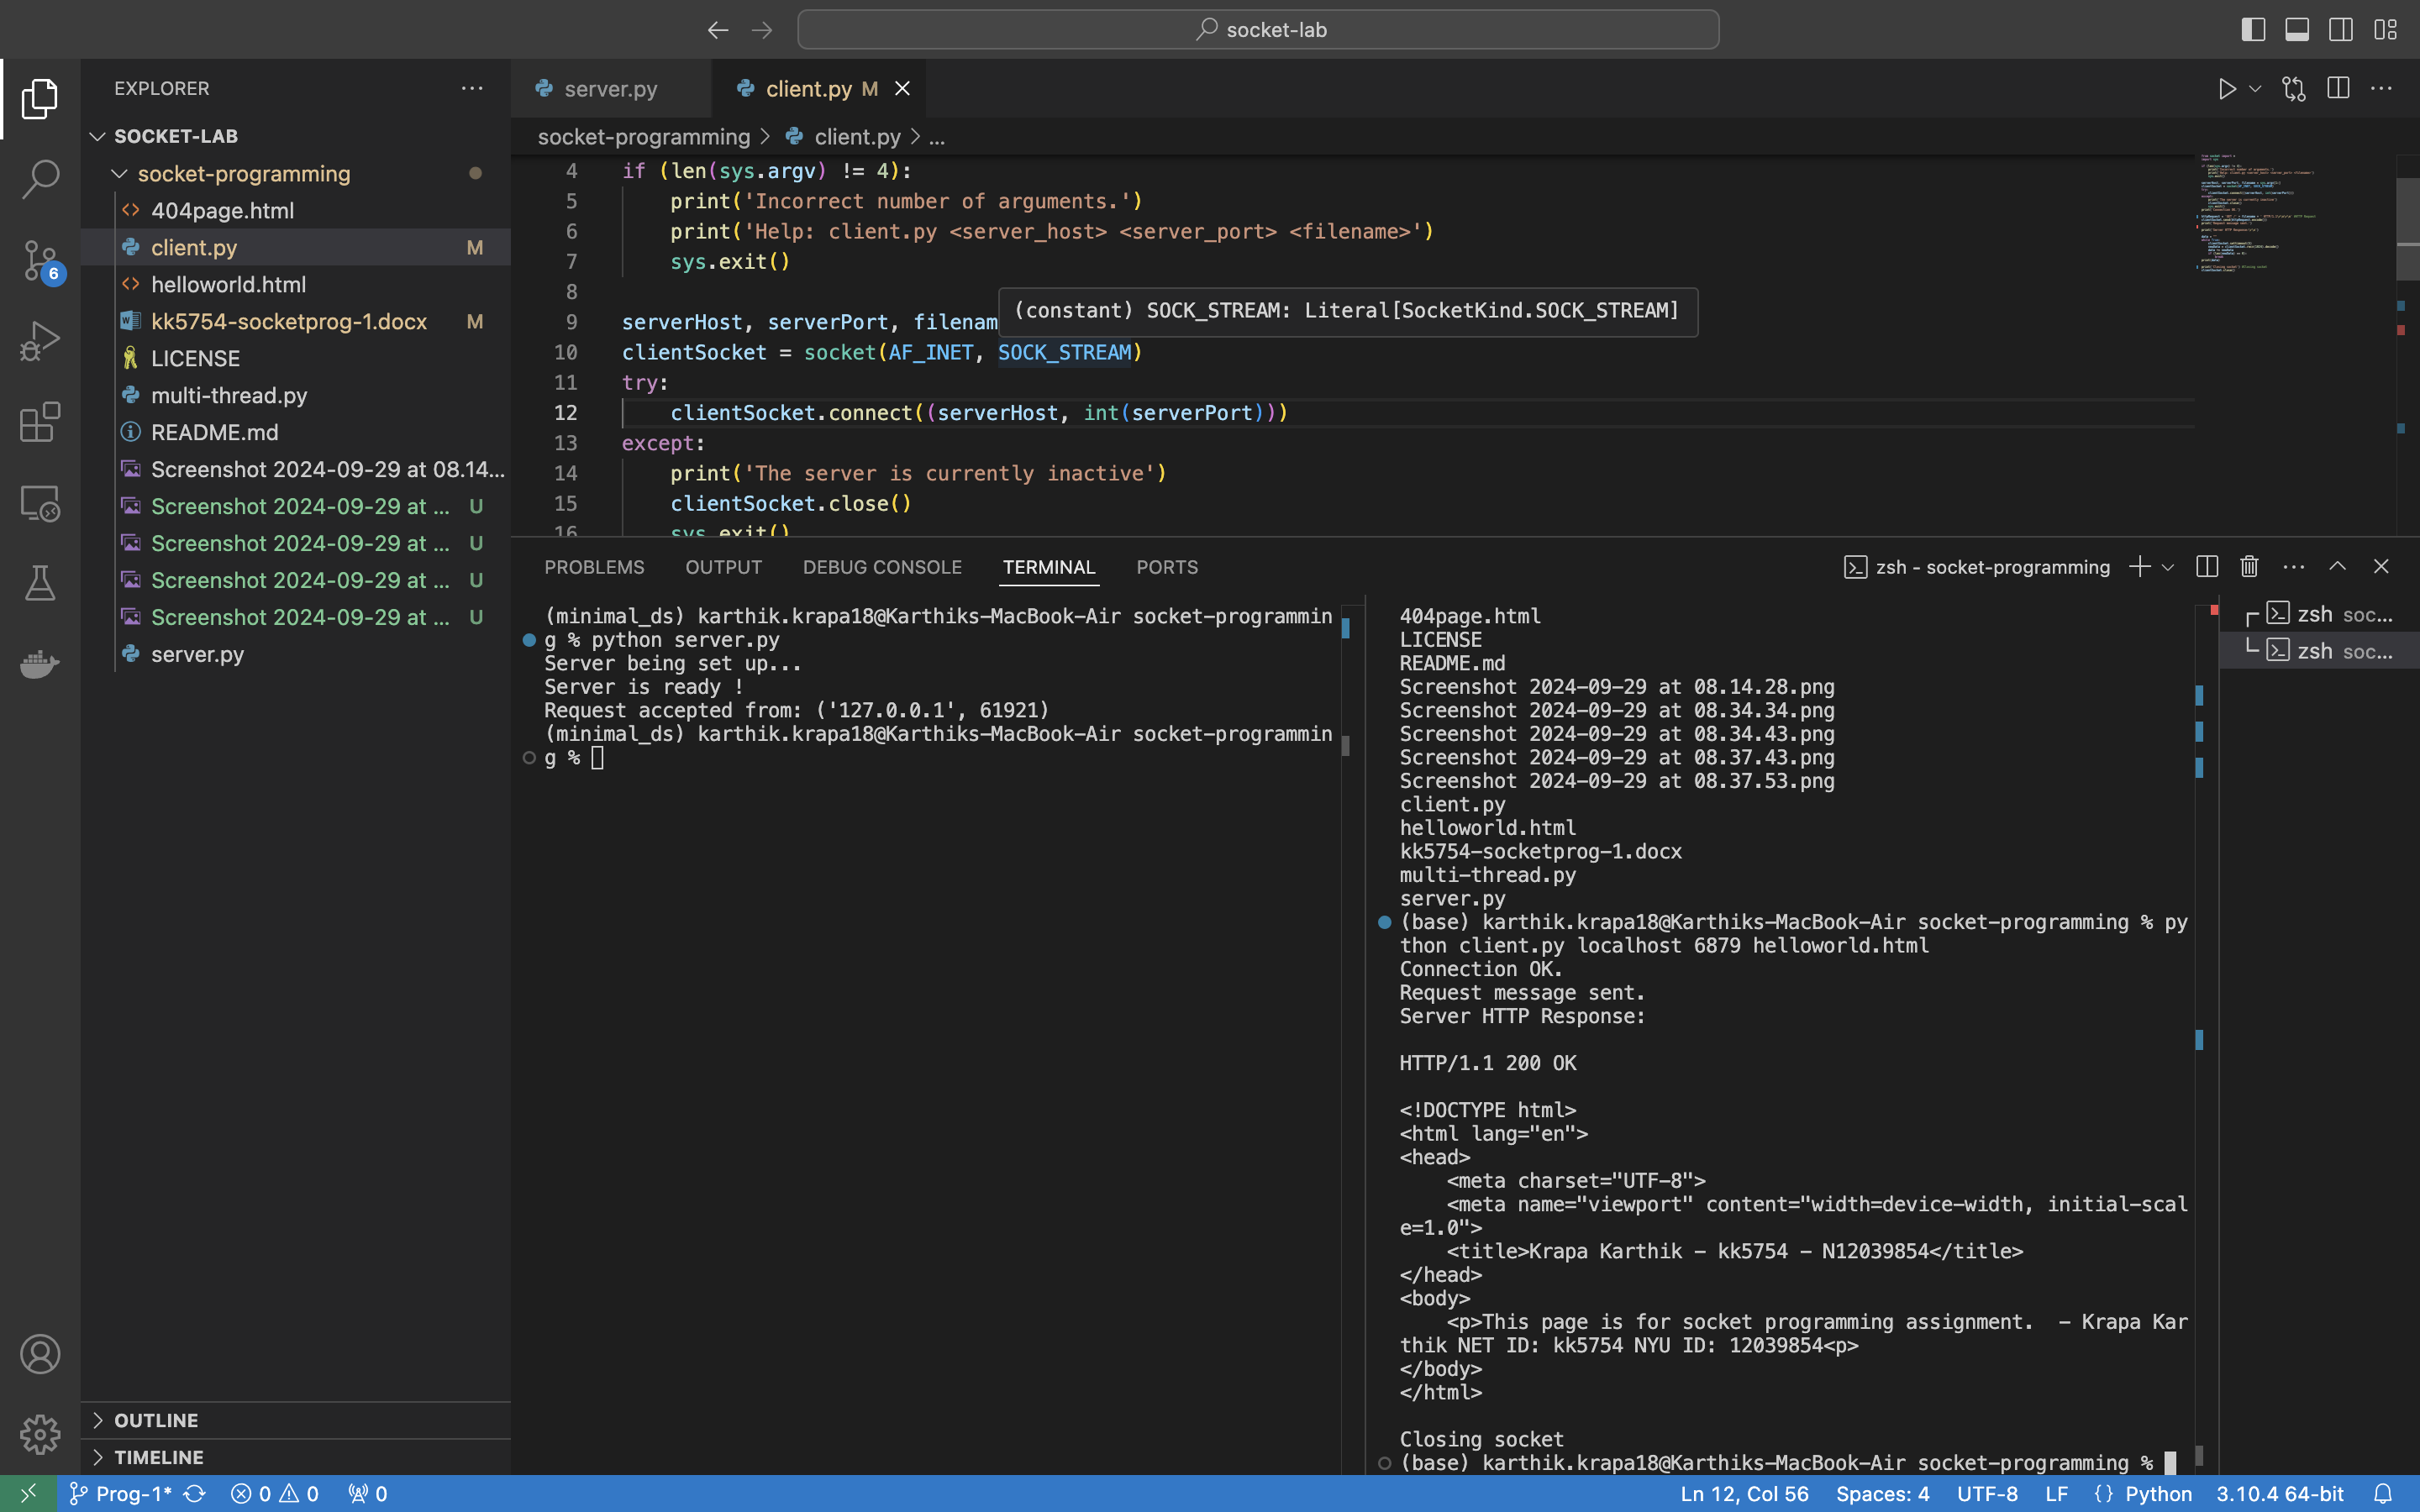 socket-lab
EXPLORER
SOCKET-LAB
socket-programming
404page.html
client.py M
helloworld.html
kk5754-socketprog-1.docx M
LICENSE
multi-thread.py
README.md
Screenshot 2024-09-29 at 08.14...
Screenshot 2024-09-29 at ... U
Screenshot 2024-09-29 at ... U
Screenshot 2024-09-29 at ... U
Screenshot 2024-09-29 at ... U
server.py
6
OUTLINE
TIMELINE
server.py
client.py M
socket-programming > client.py > ...
4 if (len(sys.argv) != 4):
5 print('Incorrect number of arguments.')
6 print('Help: client.py <server_host> <server_port> <filename>')
7 sys.exit()
8
(constant) SOCK_STREAM: Literal[SocketKind.SOCK_STREAM]
9 serverHost, serverPort, filenam
10 clientSocket = socket(AF_INET, SOCK_STREAM)
11 try:
12 clientSocket.connect((serverHost, int(serverPort)))
13 except:
14 print('The server is currently inactive')
15 clientSocket.close()
16 sys.exit()
PROBLEMS OUTPUT DEBUG CONSOLE TERMINAL PORTS
zsh - socket-programming
(minimal_ds) karthik.krapa18@Karthiks-MacBook-Air socket-programmin
g % python server.py
Server being set up...
Server is ready !
Request accepted from: ('127.0.0.1', 61921)
(minimal_ds) karthik.krapa18@Karthiks-MacBook-Air socket-programmin
g %
404page.html
LICENSE
README.md
Screenshot 2024-09-29 at 08.14.28.png
Screenshot 2024-09-29 at 08.34.34.png
Screenshot 2024-09-29 at 08.34.43.png
Screenshot 2024-09-29 at 08.37.43.png
Screenshot 2024-09-29 at 08.37.53.png
client.py
helloworld.html
kk5754-socketprog-1.docx
multi-thread.py
server.py
(base) karthik.krapa18@Karthiks-MacBook-Air socket-programming % py
thon client.py localhost 6879 helloworld.html
Connection OK.
Request message sent.
Server HTTP Response:
HTTP/1.1 200 OK
<!DOCTYPE html>
<html lang="en">
<head>
<meta charset="UTF-8">
<meta name="viewport" content="width=device-width, initial-scal
e=1.0">
<title>Krapa Karthik - kk5754 - N12039854</title>
</head>
<body>
<p>This page is for socket programming assignment.  - Krapa Kar
thik NET ID: kk5754 NYU ID: 12039854<p>
</body>
</html>
Closing socket
(base) karthik.krapa18@Karthiks-MacBook-Air socket-programming %
zsh soc...
zsh soc...
Prog-1* 0 0 0
Ln 12, Col 56 Spaces: 4 UTF-8 LF {} Python 3.10.4 64-bit